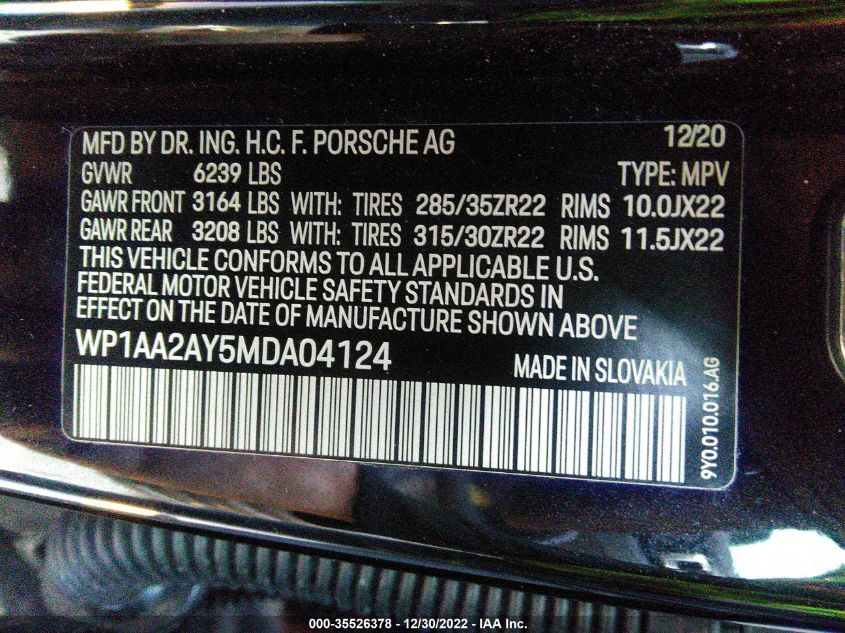 MFD BY DR. ING. H.C. F. PORSCHE AG 12/20
GVWR 6239 LBS TYPE: MPV
GAWR FRONT 3164 LBS WITH: TIRES 285/35ZR22 RIMS 10.0JX22
GAWR REAR 3208 LBS WITH: TIRES 315/30ZR22 RIMS 11.5JX22
THIS VEHICLE CONFORMS TO ALL APPLICABLE U.S.
FEDERAL MOTOR VEHICLE SAFETY STANDARDS IN
EFFECT ON THE DATE OF MANUFACTURE SHOWN ABOVE
WP1AA2AY5MDA04124 MADE IN SLOVAKIA
9Y0.010.016.AG
000-35526378 - 12/30/2022 - IAA Inc.